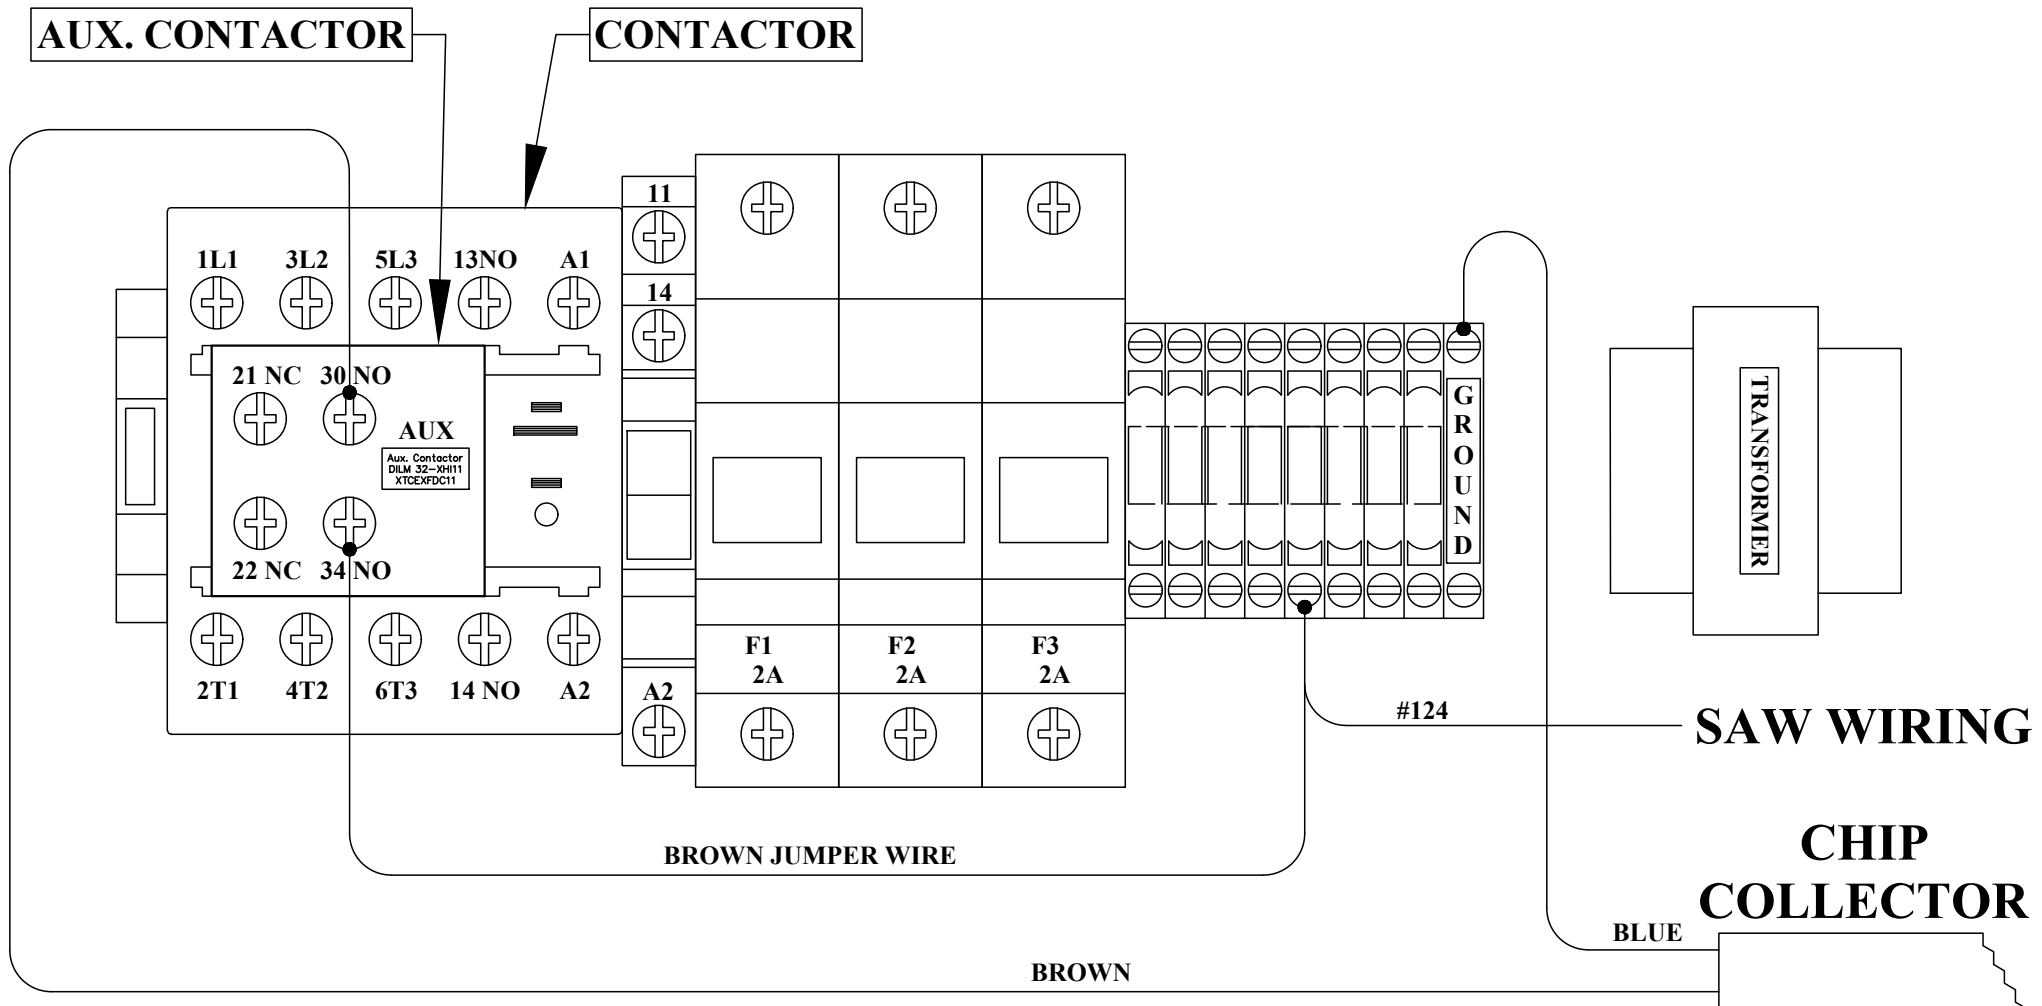 AUX. CONTACTOR
CONTACTOR
11
1L1 3L2 5L3 13NO A1
14
21 NC 30 NO
AUX
Aux. Contactor
DILM 32-XHI11
XTCEXFDC11
GROUND
TRANSFORMER
22 NC 34 NO
F1 F2 F3
2A 2A 2A
2T1 4T2 6T3 14 NO A2 A2
#124
SAW WIRING
BROWN JUMPER WIRE
CHIP
COLLECTOR
BLUE
BROWN